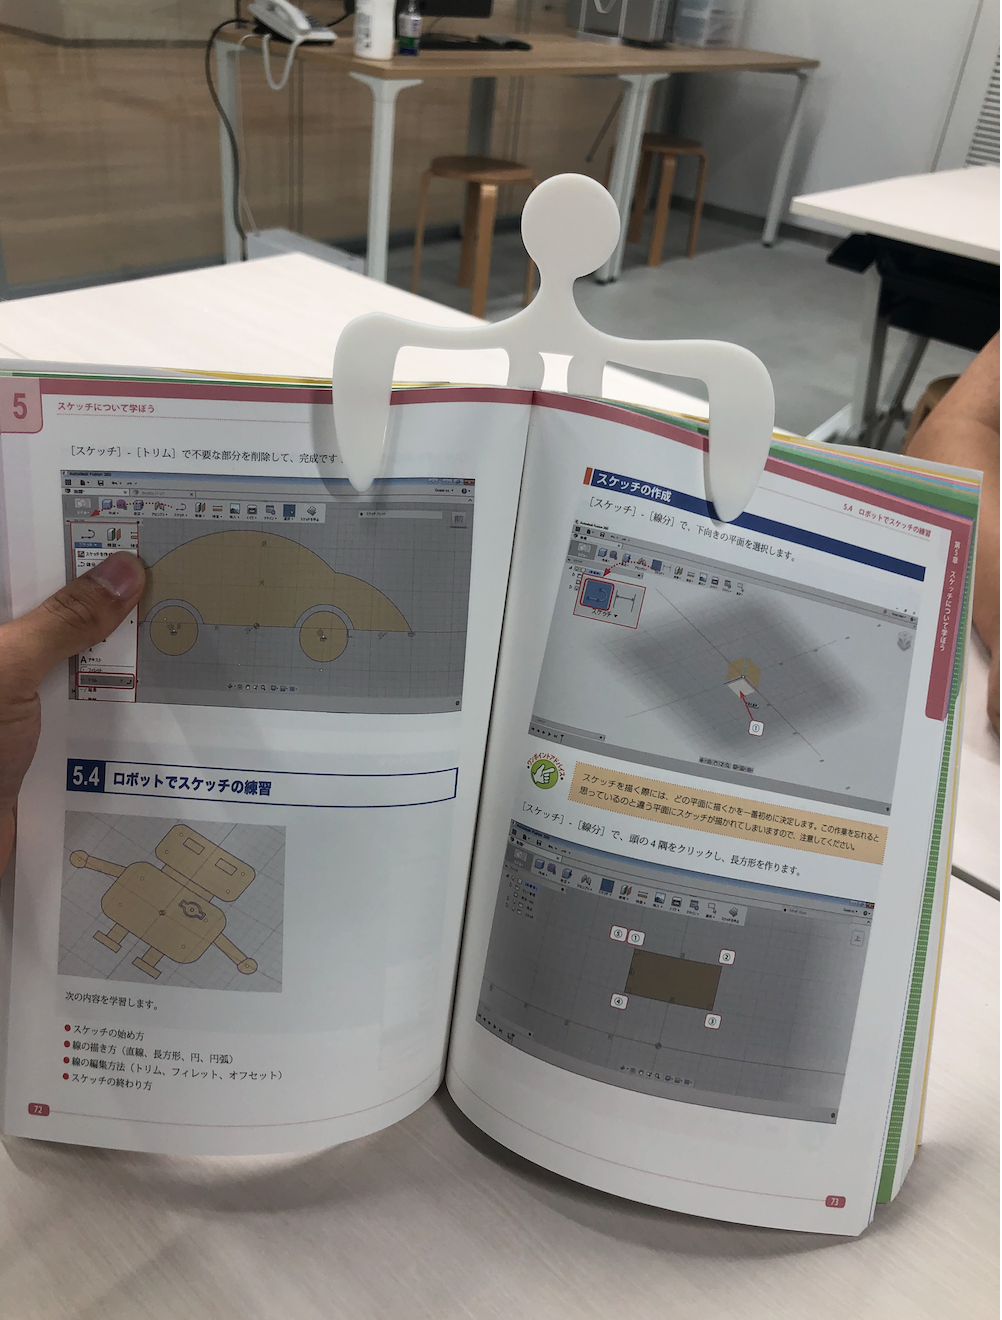 5
スケッチについて学ぼう
[スケッチ] - [トリム] で不要な部分を削除して、完成です
5.4 ロボットでスケッチの練習
次の内容を学習します。
●スケッチの始め方
●線の描き方（直線、長方形、円、円弧）
●線の編集方法（トリム、フィレット、オフセット）
●スケッチの終わり方
72
5.4 ロボットでスケッチの練習
第5章 スケッチについて学ぼう
スケッチの作成
[スケッチ] - [線分] で、下向きの平面を選択します。
スケッチ▼
①
ワンポイントアドバイス
スケッチを描く際には、どの平面に描くかを一番初めに決定します。この作業を忘れると
思っているのと違う平面にスケッチが描かれてしまいますので、注意してください。
[スケッチ] - [線分] で、頭の4隅をクリックし、長方形を作ります。
上
⑤ ①
②
④
③
73